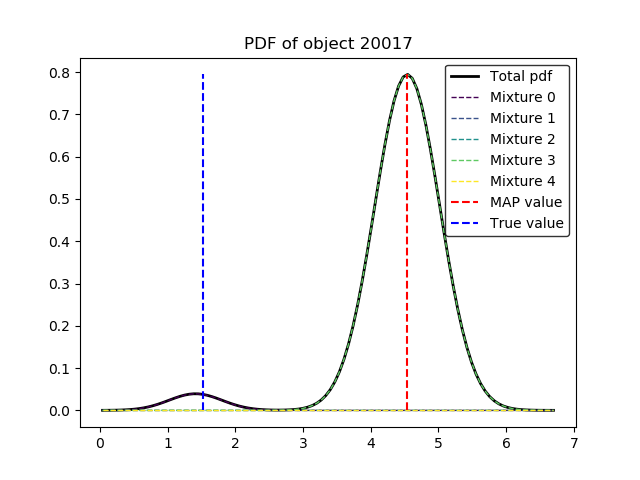 PDF of object 20017
0.8
0.7
0.6
0.5
0.4
0.3
0.2
0.1
0.0
0 1 2 3 4 5 6 7
Total pdf
Mixture 0
Mixture 1
Mixture 2
Mixture 3
Mixture 4
MAP value
True value